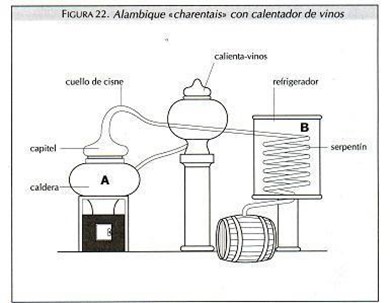 FIGURA 22. Alambique «charentais» con calentador de vinos
calienta-vinos
cuello de cisne
refrigerador
B
capitel
serpentín
A
caldera